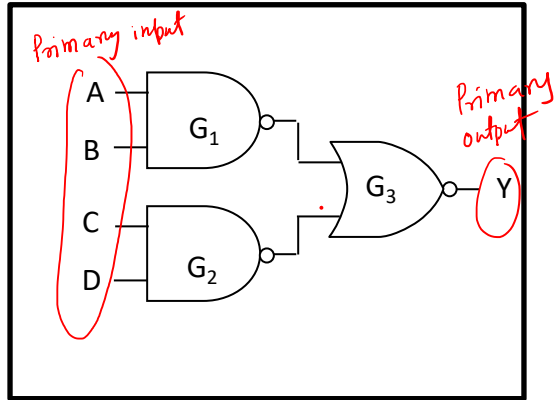 Primary input
A
B
G₁
C
D
G₂
G₃
Primary
output
Y